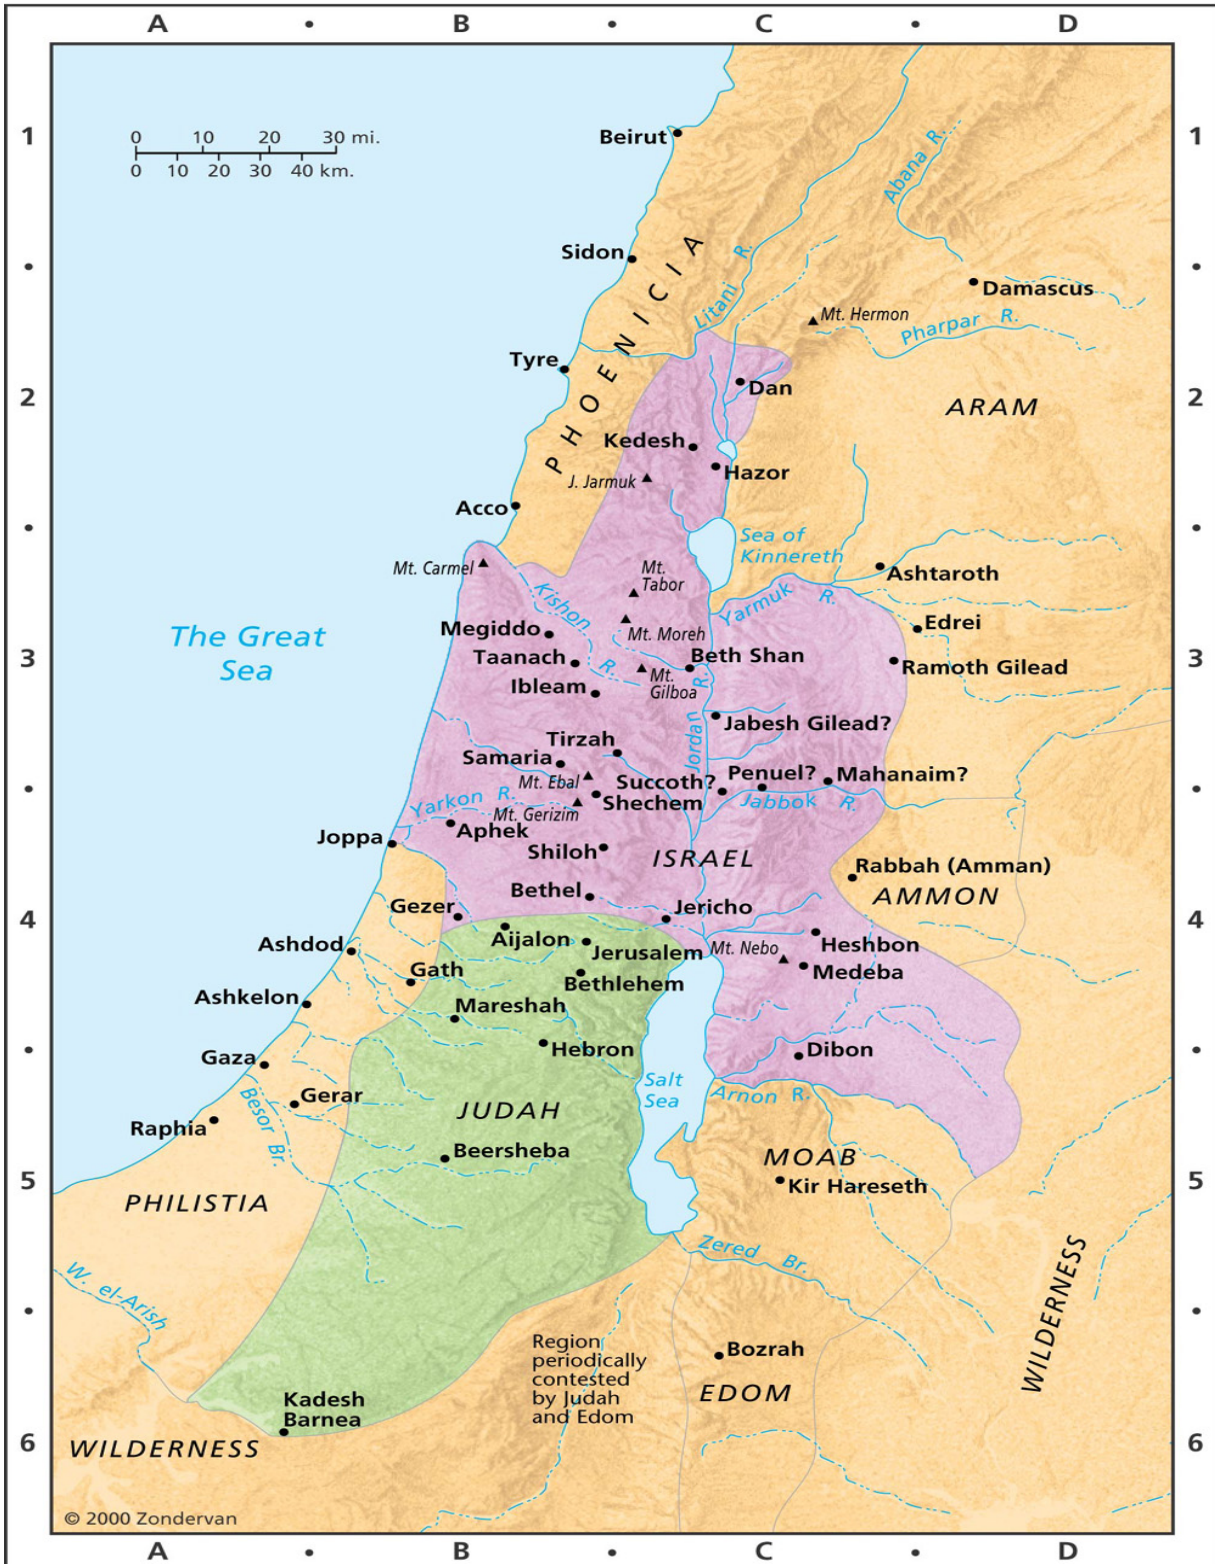 A • B • C • D
1 1
0 10 20 30 mi.
0 10 20 30 40 km.
Beirut
Abana R.
Sidon
PHOENICIA
Litani R.
•
•
Damascus
Mt. Hermon
Pharpar R.
Tyre
Dan
2 2
ARAM
Kedesh
Hazor
J. Jarmuk
Acco
•
•
Sea of
Kinnereth
Mt. Carmel
Mt.
Tabor
Ashtaroth
Kishon R.
Yarmuk R.
Edrei
Megiddo
Mt. Moreh
The Great
Sea
3 3
Taanach
Beth Shan
Ramoth Gilead
Ibleam
Mt.
Gilboa
Jordan R.
Jabesh Gilead?
Tirzah
Samaria
Mt. Ebal
Succoth?
Penuel?
Mahanaim?
•
•
Yarkon R.
Mt. Gerizim
Shechem
Jabbok R.
Joppa
Aphek
Shiloh
ISRAEL
Rabbah (Amman)
AMMON
Bethel
Gezer
Jericho
4 4
Ashdod
Aijalon
Jerusalem
Mt. Nebo
Heshbon
Gath
Bethlehem
Medeba
Ashkelon
Mareshah
•
•
Gaza
Hebron
Dibon
Salt
Sea
Arnon R.
Gerar
Besor Br.
JUDAH
Raphia
Beersheba
MOAB
5 5
Kir Hareseth
PHILISTIA
Zered Br.
W. el-Arish
WILDERNESS
•
•
Region
periodically
contested
by Judah
and Edom
Bozrah
EDOM
Kadesh
Barnea
6 6
WILDERNESS
© 2000 Zondervan
A • B • C • D